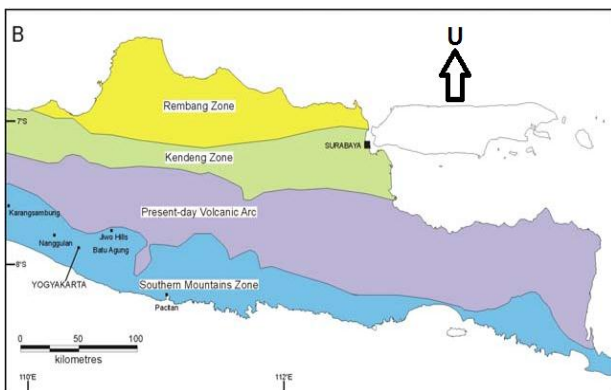 B
U
Rembang Zone
7°S
SURABAYA
Kendeng Zone
Karangsambung
Present-day Volcanic Arc
Nanggulan
Jiwo Hills
Batu Agung
8°S
YOGYAKARTA
Southern Mountains Zone
Pacitan
0 50 100
kilometres
110°E
112°E